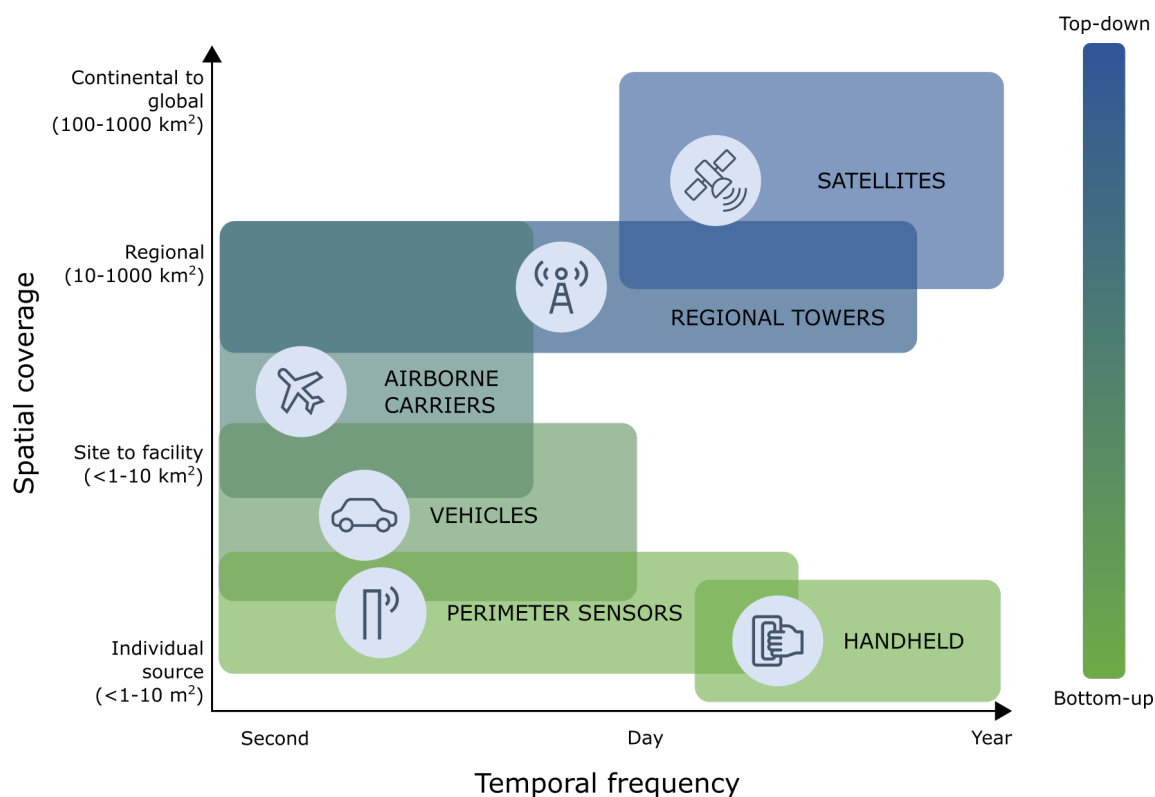 Top-down
Continental to
global
(100-1000 km²)
SATELLITES
Regional
(10-1000 km²)
REGIONAL TOWERS
AIRBORNE
CARRIERS
Spatial coverage
Site to facility
(<1-10 km²)
VEHICLES
PERIMETER SENSORS
HANDHELD
Individual
source
(<1-10 m²)
Bottom-up
Second
Day
Year
Temporal frequency